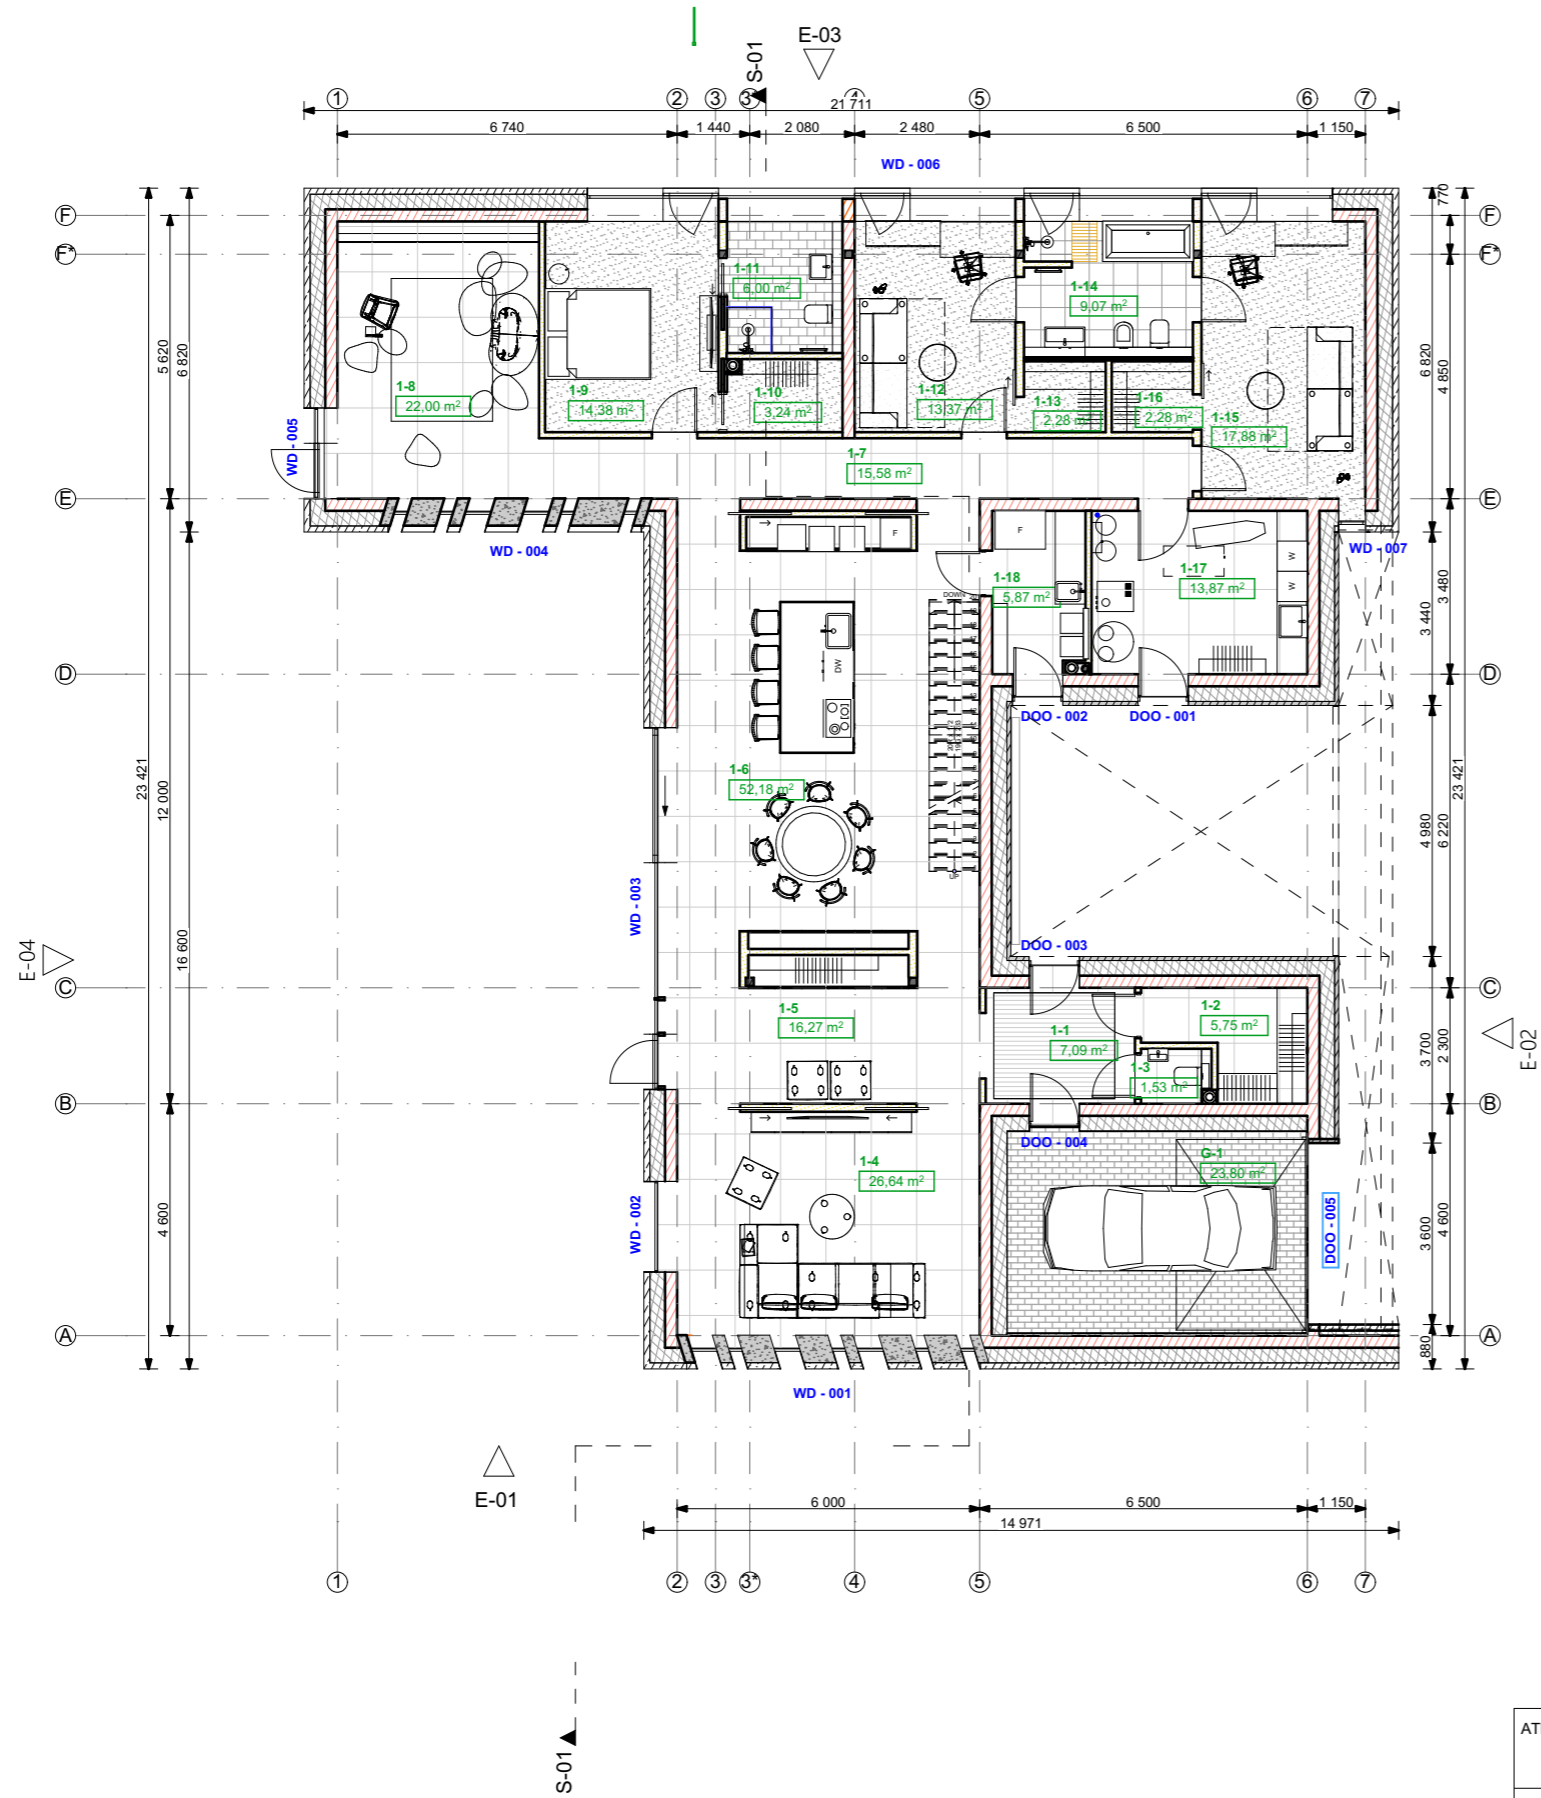 E-03
S-01
1
2
3
3*
4
5
6
7
21 711
6 740
1 440
2 080
2 480
6 500
1 150
WD - 006
F
F
770
F*
F*
1-11
6,00 m²
1-14
9,07 m²
5 620
6 820
6 820
4 850
1-8
22,00 m²
1-9
14,38 m²
1-10
3,24 m²
1-12
13,37 m²
1-13
2,28 m²
1-16
2,28 m²
1-15
17,88 m²
WD - 005
1-7
15,58 m²
E
E
F
F
WD - 004
WD - 007
1-18
5,87 m²
1-17
13,87 m²
W
W
3 440
3 480
DOWN
DW
D
D
DOO - 002
DOO - 001
1-6
52,18 m²
23 421
12 000
4 980
6 220
23 421
UP
WD - 003
16 600
DOO - 003
E-04
C
C
1-5
16,27 m²
1-1
7,09 m²
1-2
5,75 m²
1-3
1,53 m²
3 700
2 300
E-02
B
B
DOO - 004
1-4
26,64 m²
G-1
23,80 m²
WD - 002
4 600
DOO - 005
3 600
4 600
A
A
880
WD - 001
E-01
6 000
6 500
1 150
14 971
1
2
3
3*
4
5
6
7
S-01